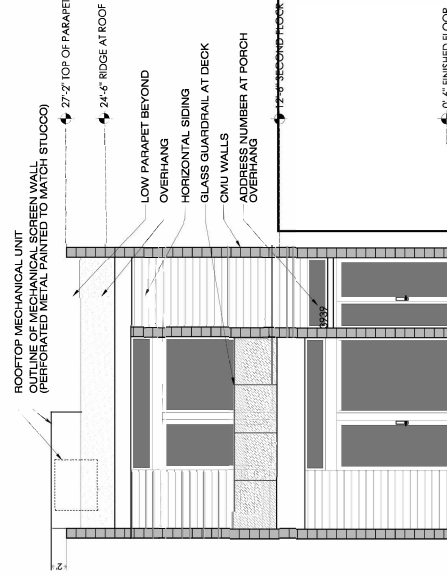 27'-2" TOP OF PARAPET
24'-6" RIDGE AT ROOF
12'-6" SECOND FLOOR
0'-6" FINISHED FLOOR
ROOFTOP MECHANICAL UNIT
OUTLINE OF MECHANICAL SCREEN WALL
(PERFORATED METAL PAINTED TO MATCH STUCCO)
LOW PARAPET BEYOND
OVERHANG
HORIZONTAL SIDING
GLASS GUARDRAIL AT DECK
CMU WALLS
ADDRESS NUMBER AT PORCH
OVERHANG
3939
2'